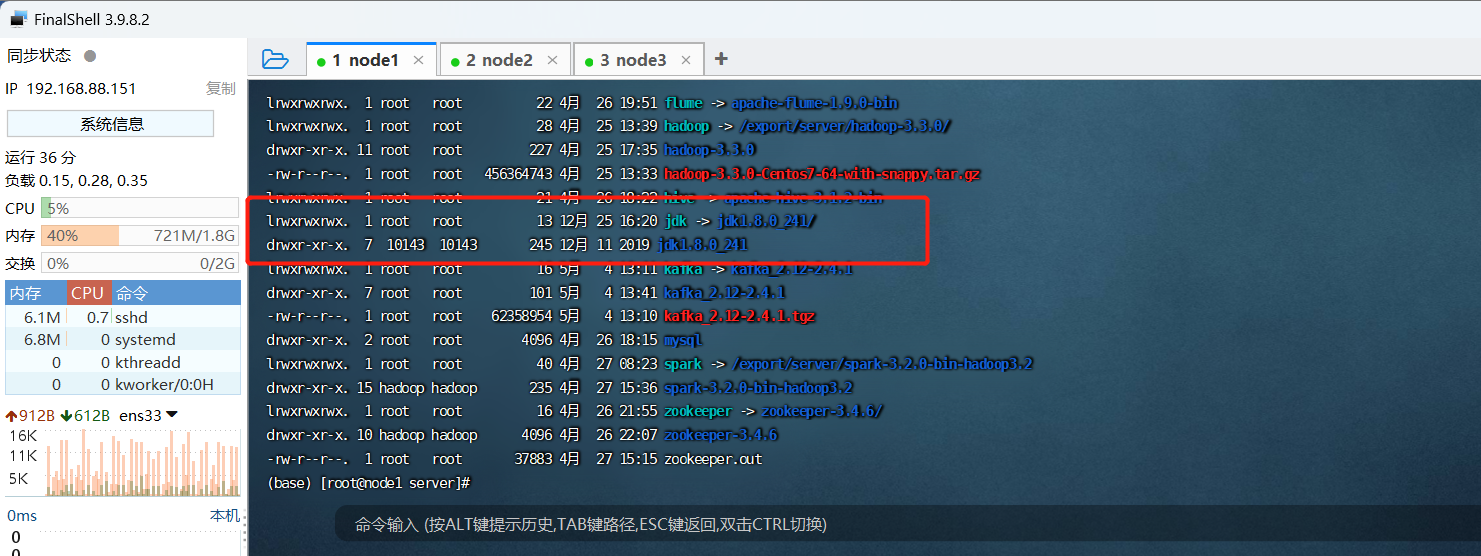 FinalShell 3.9.8.2
同步状态
IP 192.168.88.151 复制
系统信息
运行 36 分
负载 0.15, 0.28, 0.35
CPU 5%
内存 40% 721M/1.8G
交换 0% 0/2G
内存 CPU 命令
6.1M 0.7 sshd
6.8M 0 systemd
0 0 kthreadd
0 0 kworker/0:0H
912B 612B ens33
16K
11K
5K
0ms 本机
0
0
1 node1 × 2 node2 × 3 node3 × +
lrwxrwxrwx. 1 root root 22 4月 26 19:51 flume -> apache-flume-1.9.0-bin
lrwxrwxrwx. 1 root root 28 4月 25 13:39 hadoop -> /export/server/hadoop-3.3.0/
drwxr-xr-x. 11 root root 227 4月 25 17:35 hadoop-3.3.0
-rw-r--r--. 1 root root 456364743 4月 25 13:33 hadoop-3.3.0-Centos7-64-with-snappy.tar.gz
lrwxrwxrwx. 1 root root 21 4月 26 18:22 hive -> apache-hive-3.1.2-bin
lrwxrwxrwx. 1 root root 13 12月 25 16:20 jdk -> jdk1.8.0_241/
drwxr-xr-x. 7 10143 10143 245 12月 11 2019 jdk1.8.0_241
lrwxrwxrwx. 1 root root 16 5月 4 13:11 kafka -> kafka_2.12-2.4.1
drwxr-xr-x. 7 root root 101 5月 4 13:41 kafka_2.12-2.4.1
-rw-r--r--. 1 root root 62358954 5月 4 13:10 kafka_2.12-2.4.1.tgz
drwxr-xr-x. 2 root root 4096 4月 26 18:15 mysql
lrwxrwxrwx. 1 root root 40 4月 27 08:23 spark -> /export/server/spark-3.2.0-bin-hadoop3.2
drwxr-xr-x. 15 hadoop hadoop 235 4月 27 15:36 spark-3.2.0-bin-hadoop3.2
lrwxrwxrwx. 1 root root 16 4月 26 21:55 zookeeper -> zookeeper-3.4.6/
drwxr-xr-x. 10 hadoop hadoop 4096 4月 26 22:07 zookeeper-3.4.6
-rw-r--r--. 1 root root 37883 4月 27 15:15 zookeeper.out
(base) [root@node1 server]#
命令输入 (按ALT键提示历史,TAB键路径,ESC键返回,双击CTRL切换)